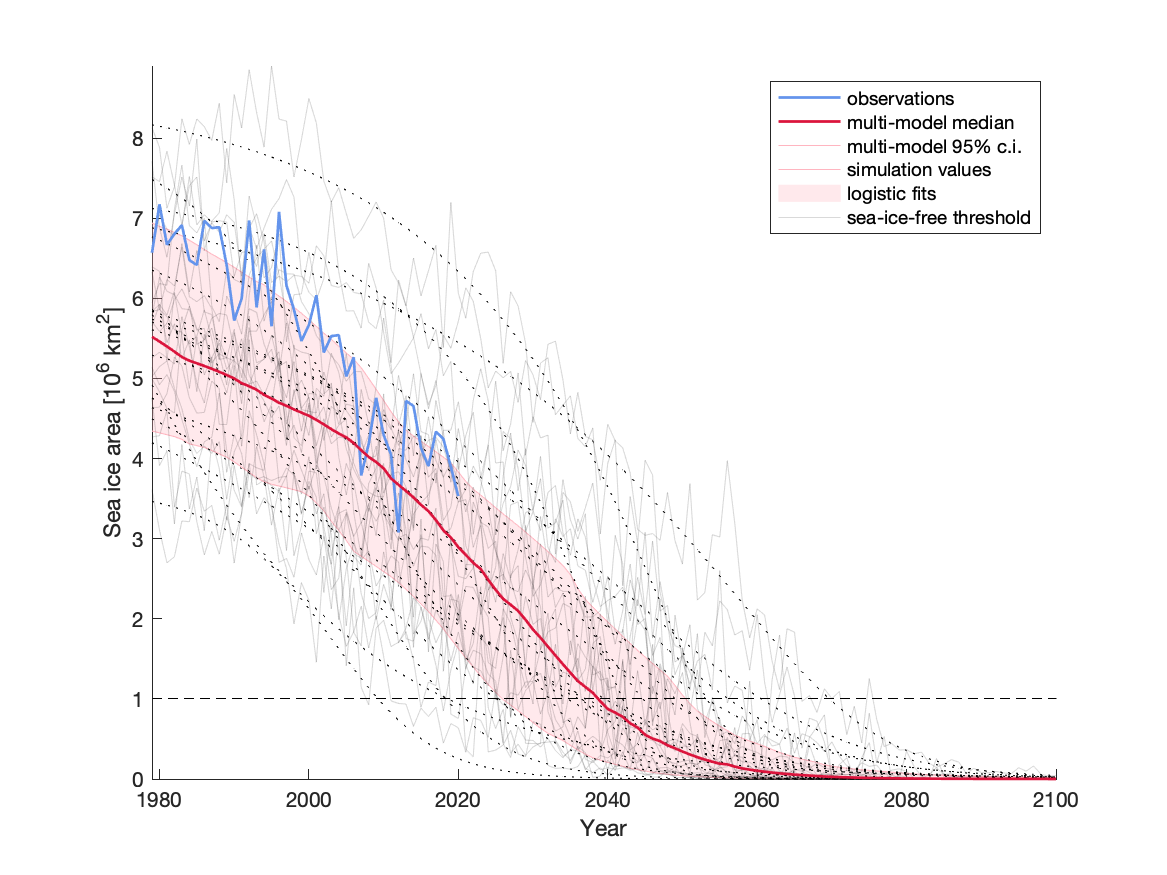 observations
multi-model median
multi-model 95% c.i.
simulation values
logistic fits
sea-ice-free threshold
8
7
6
5
4
3
2
1
0
Sea ice area [10⁶ km²]
1980 2000 2020 2040 2060 2080 2100
Year